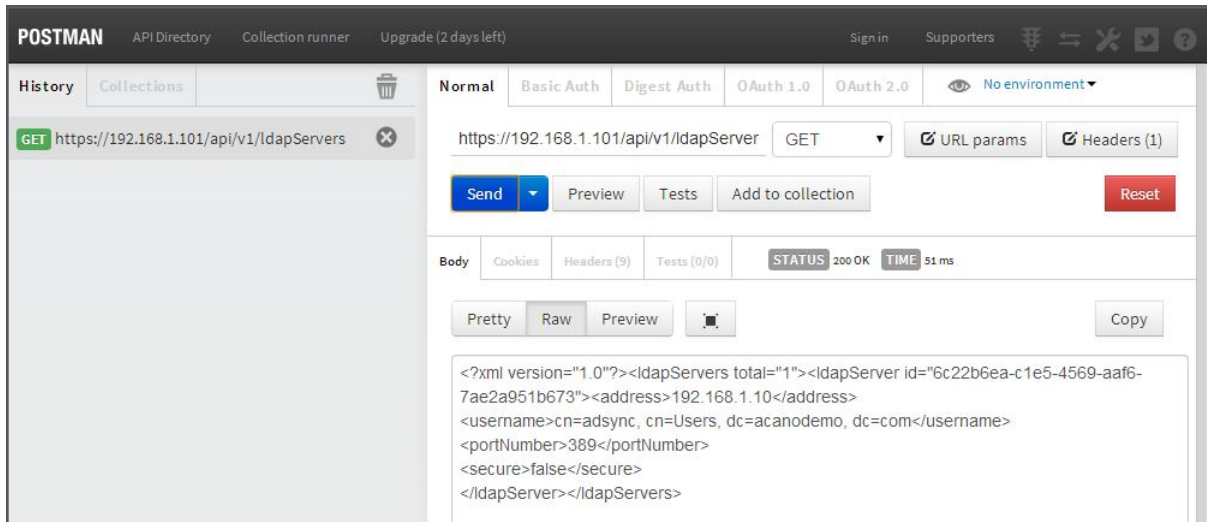 POSTMAN API Directory Collection runner Upgrade (2 days left) Sign in Supporters
History Collections
GET https://192.168.1.101/api/v1/ldapServers
Normal Basic Auth Digest Auth OAuth 1.0 OAuth 2.0 No environment
https://192.168.1.101/api/v1/ldapServer GET URL params Headers (1)
Send Preview Tests Add to collection Reset
Body Cookies Headers (9) Tests (0/0) STATUS 200 OK TIME 51 ms
Pretty Raw Preview Copy
<?xml version="1.0"?><ldapServers total="1"><ldapServer id="6c22b6ea-c1e5-4569-aaf6-
7ae2a951b673"><address>192.168.1.10</address>
<username>cn=adsync, cn=Users, dc=acanodemo, dc=com</username>
<portNumber>389</portNumber>
<secure>false</secure>
</ldapServer></ldapServers>